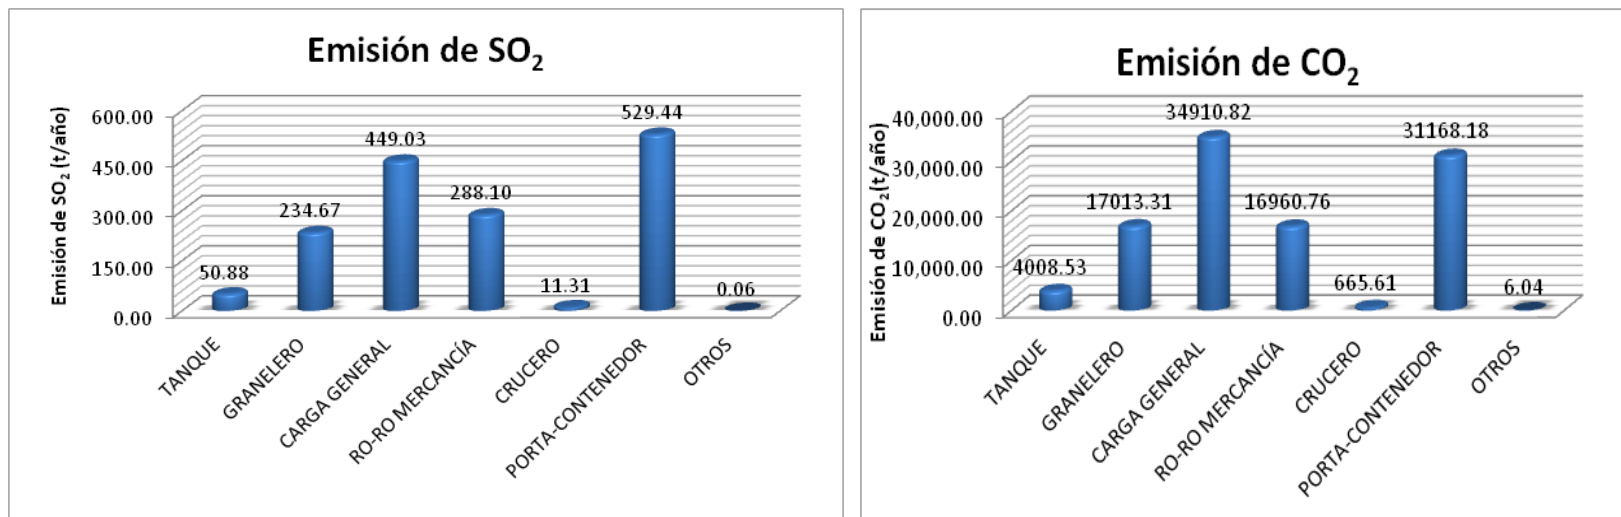 Emisión de SO₂
Emisión de SO₂ (t/año)
600.00
450.00
300.00
150.00
0.00
50.88
234.67
449.03
288.10
11.31
529.44
0.06
TANQUE
GRANELERO
CARGA GENERAL
RO-RO MERCANCÍA
CRUCERO
PORTA-CONTENEDOR
OTROS
Emisión de CO₂
Emisión de CO₂(t/año)
40,000.00
30,000.00
20,000.00
10,000.00
0.00
4008.53
17013.31
34910.82
16960.76
665.61
31168.18
6.04
TANQUE
GRANELERO
CARGA GENERAL
RO-RO MERCANCÍA
CRUCERO
PORTA-CONTENEDOR
OTROS